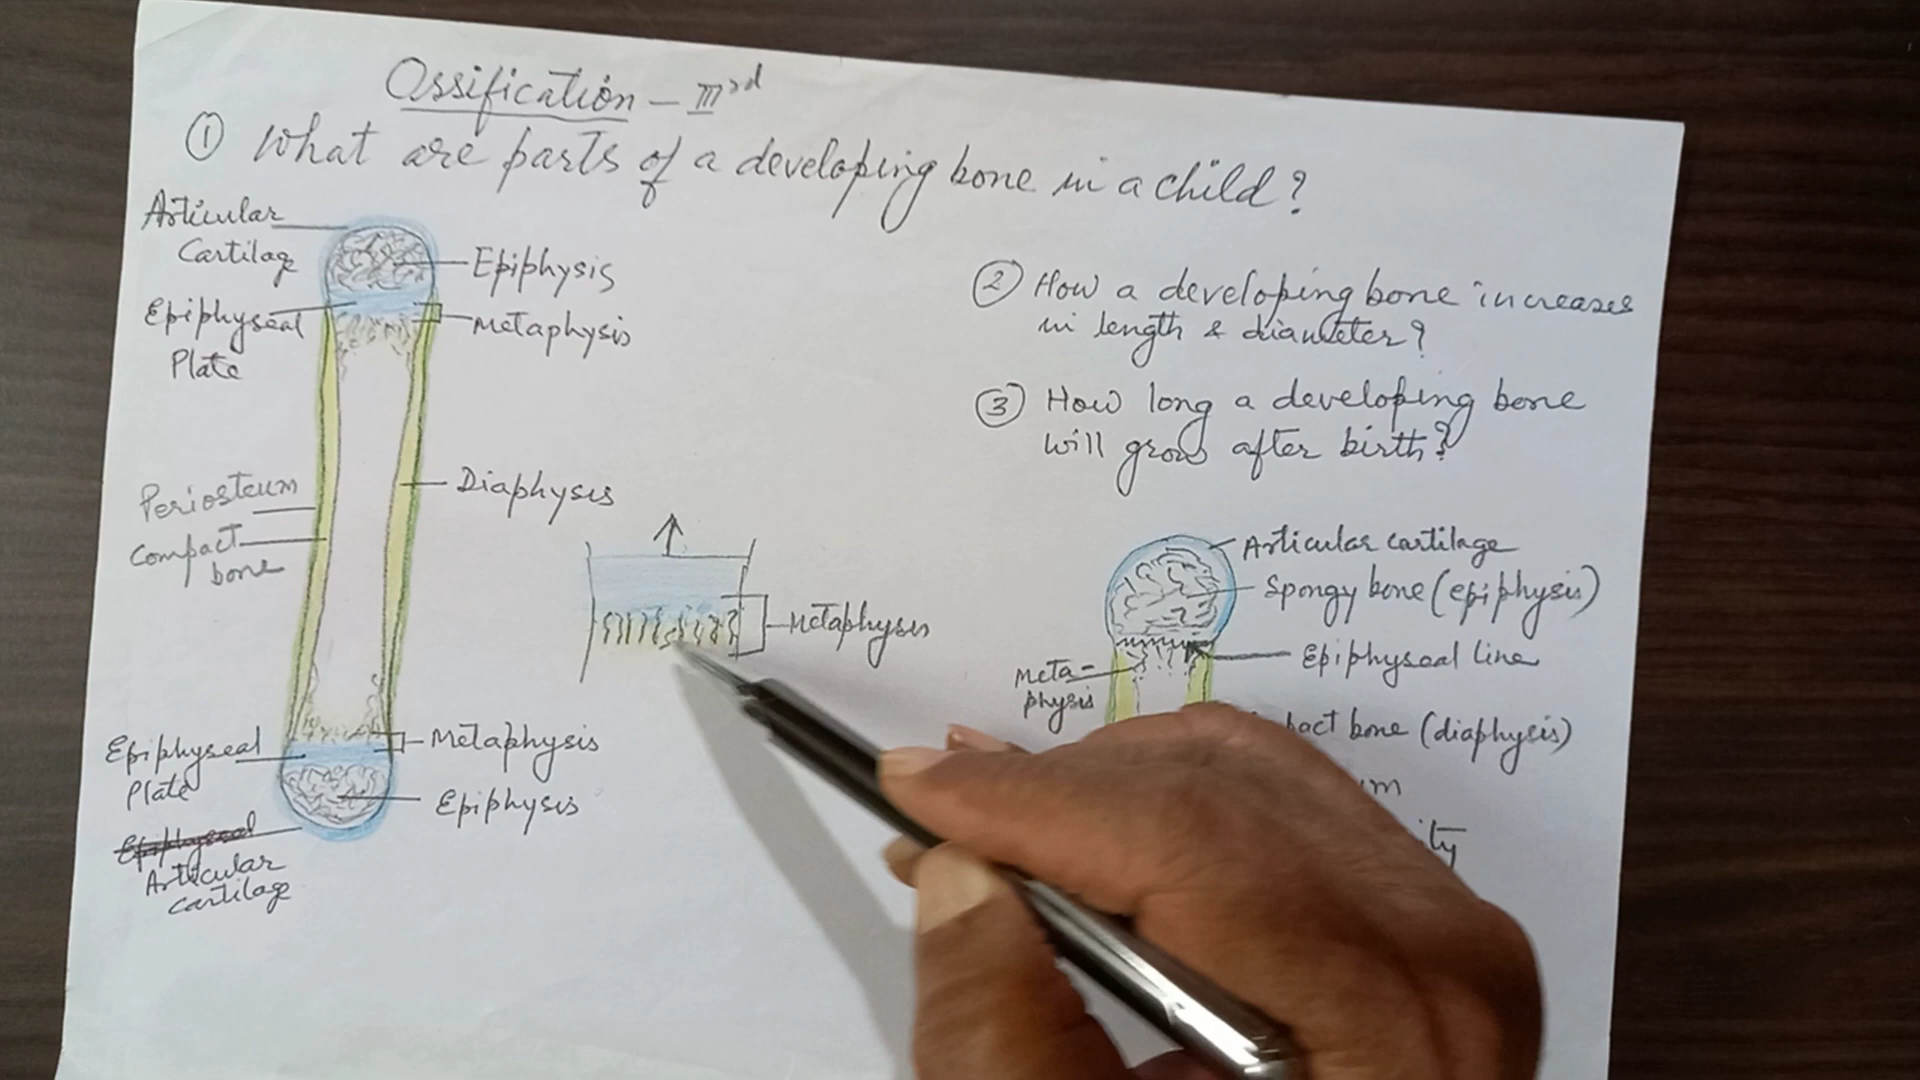 Ossification - IIIrd
① What are parts of a developing bone in a child?
Articular
Cartilage
Epiphysis
Epiphyseal
Plate
Metaphysis
Periosteum
Compact
bone
Diaphysis
Epiphyseal
Plate
Metaphysis
Epiphysis
Epiphyseal
Articular
cartilage
Metaphysis
② How a developing bone increases
in length & diameter?
③ How long a developing bone
will grow after birth?
Articular cartilage
Spongy bone (epiphysis)
Epiphyseal line
Meta-
physis
bone (diaphysis)